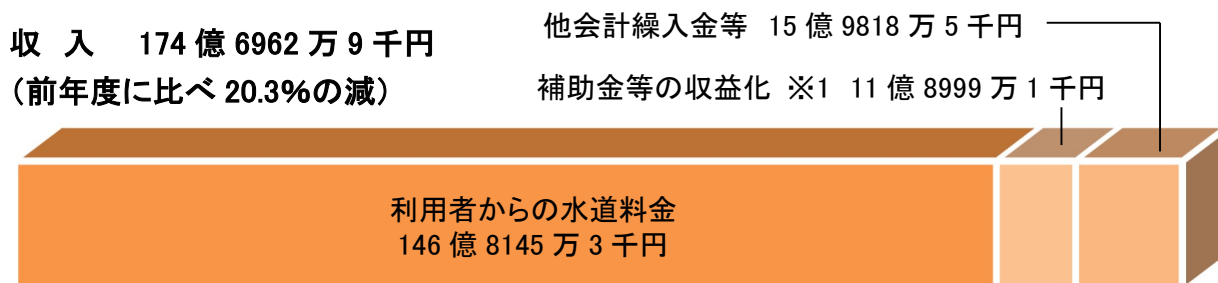 収　入　174 億 6962 万 9 千円
（前年度に比べ 20.3%の減）
他会計繰入金等 15 億 9818 万 5 千円
補助金等の収益化 ※1 11 億 8999 万 1 千円
利用者からの水道料金
146 億 8145 万 3 千円